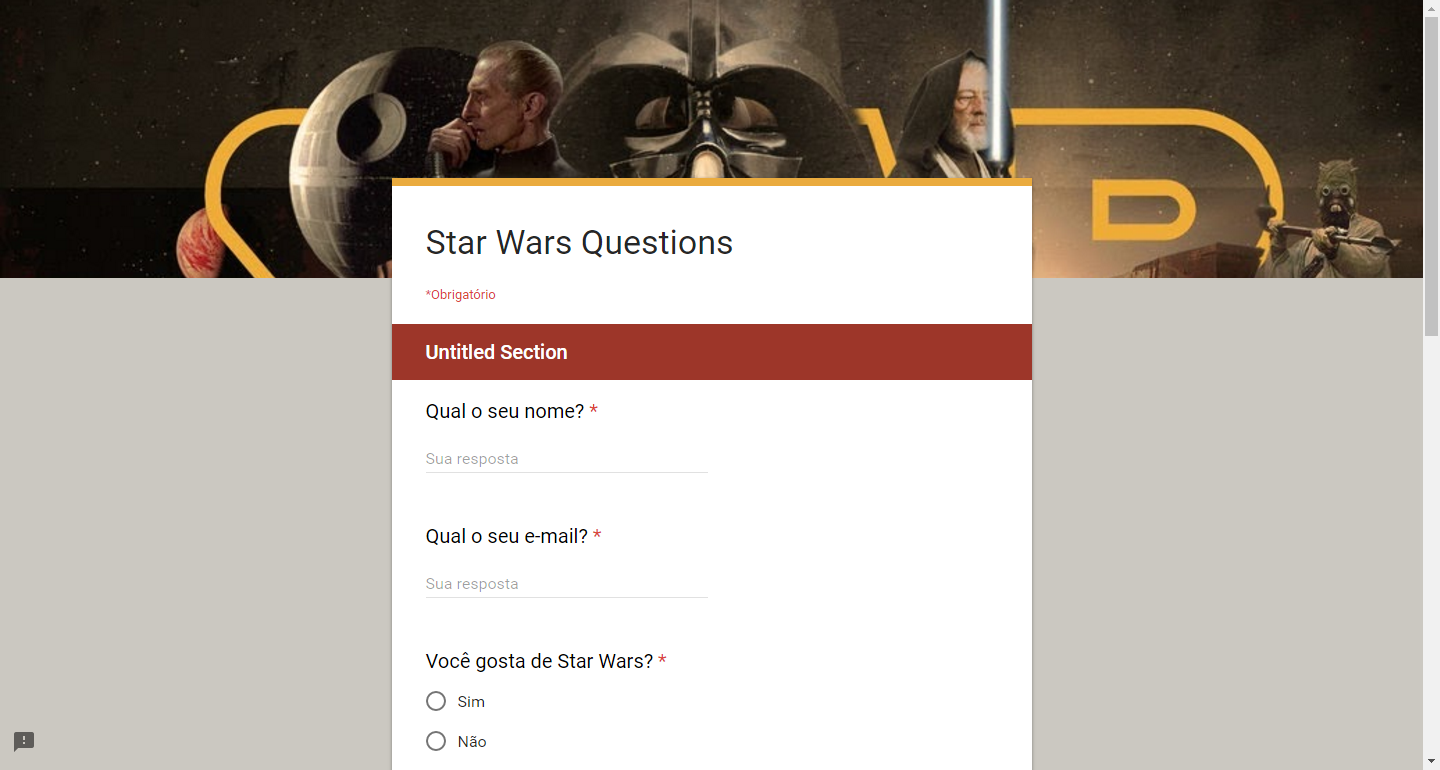 Star Wars Questions
*Obrigatório
Untitled Section
Qual o seu nome? *
Sua resposta
Qual o seu e-mail? *
Sua resposta
Você gosta de Star Wars? *
Sim
Não